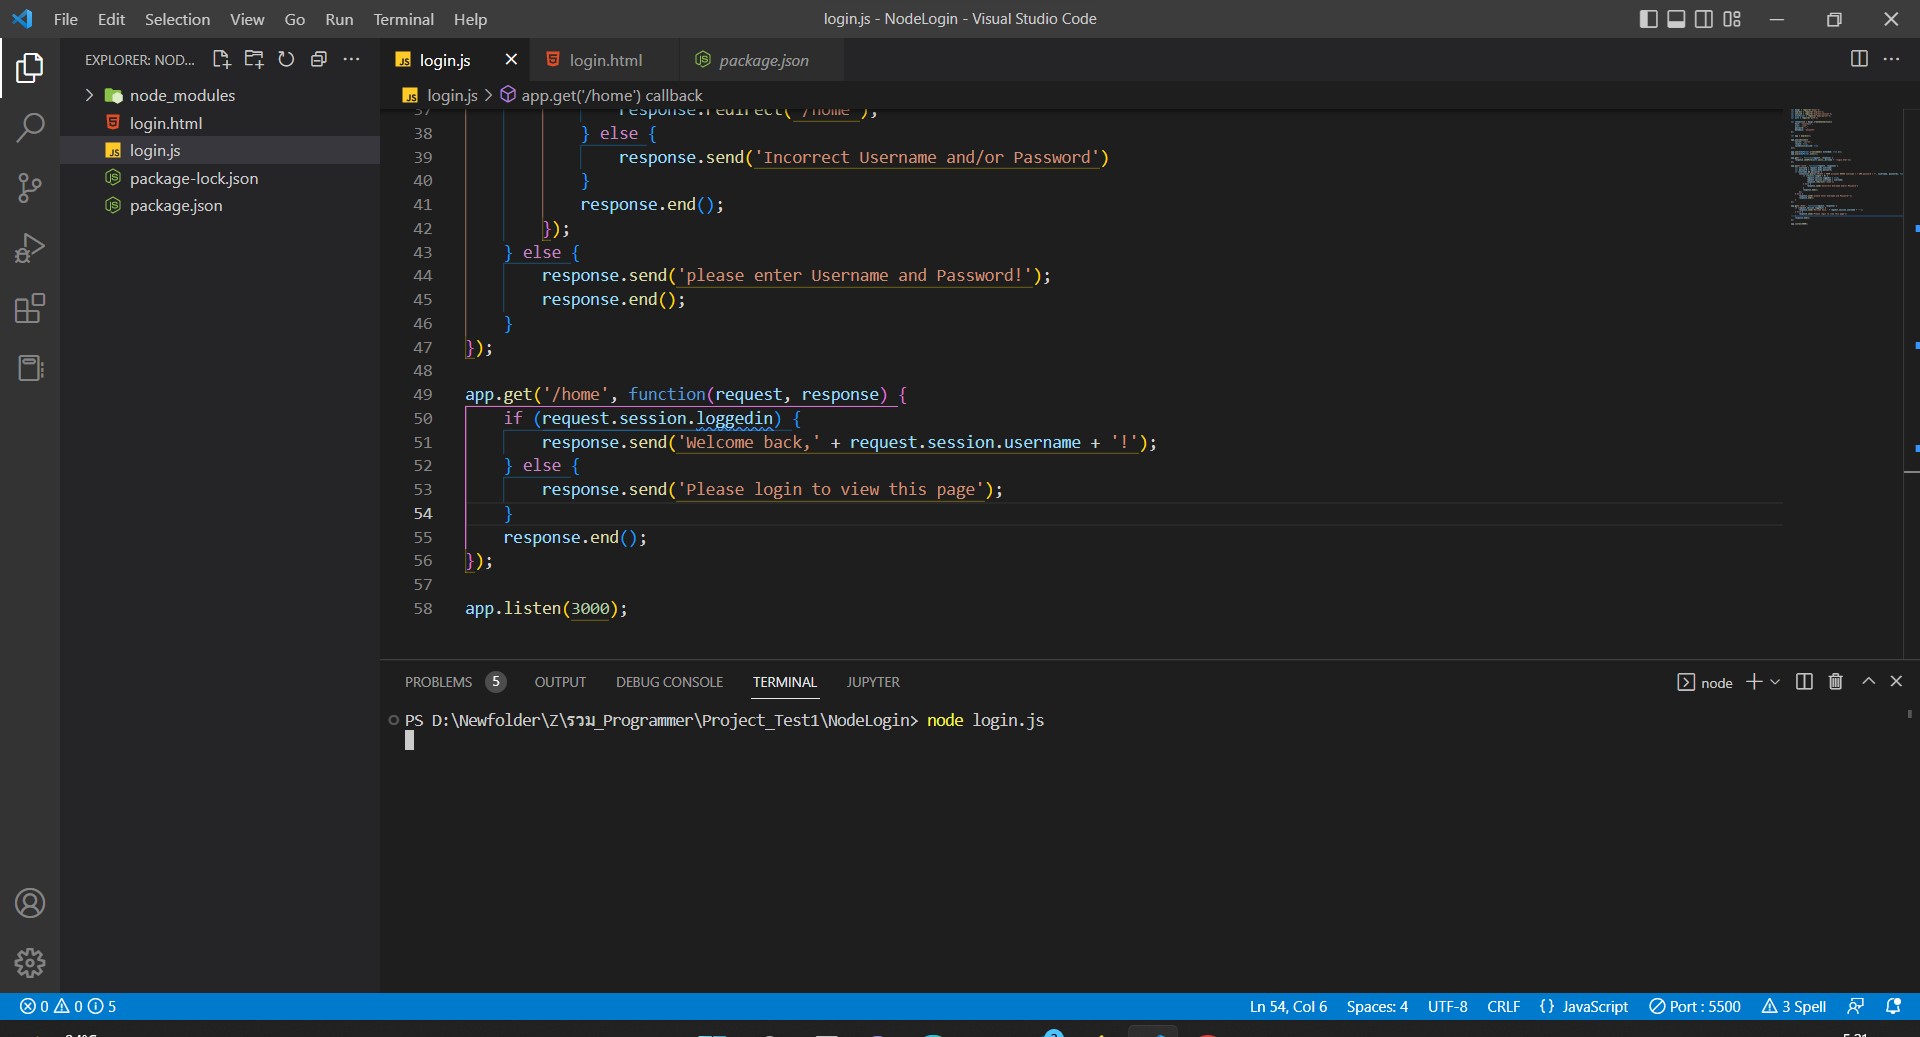 File Edit Selection View Go Run Terminal Help
login.js - NodeLogin - Visual Studio Code
EXPLORER: NOD...
node_modules
login.html
login.js
package-lock.json
package.json
login.js
login.html
package.json
login.js > app.get('/home') callback
37 response.redirect('/home');
38 } else {
39 response.send('Incorrect Username and/or Password')
40 }
41 response.end();
42 });
43 } else {
44 response.send('please enter Username and Password!');
45 response.end();
46 }
47 });
48
49 app.get('/home', function(request, response) {
50 if (request.session.loggedin) {
51 response.send('Welcome back,' + request.session.username + '!');
52 } else {
53 response.send('Please login to view this page');
54 }
55 response.end();
56 });
57
58 app.listen(3000);
PROBLEMS 5 OUTPUT DEBUG CONSOLE TERMINAL JUPYTER
node
PS D:\Newfolder\Z\รวม_Programmer\Project_Test1\NodeLogin> node login.js
0 0 5
Ln 54, Col 6 Spaces: 4 UTF-8 CRLF {} JavaScript Port : 5500 3 Spell